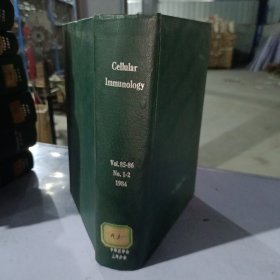 Cellular
Immunology
Vol.85-86
No. 1-2
1984